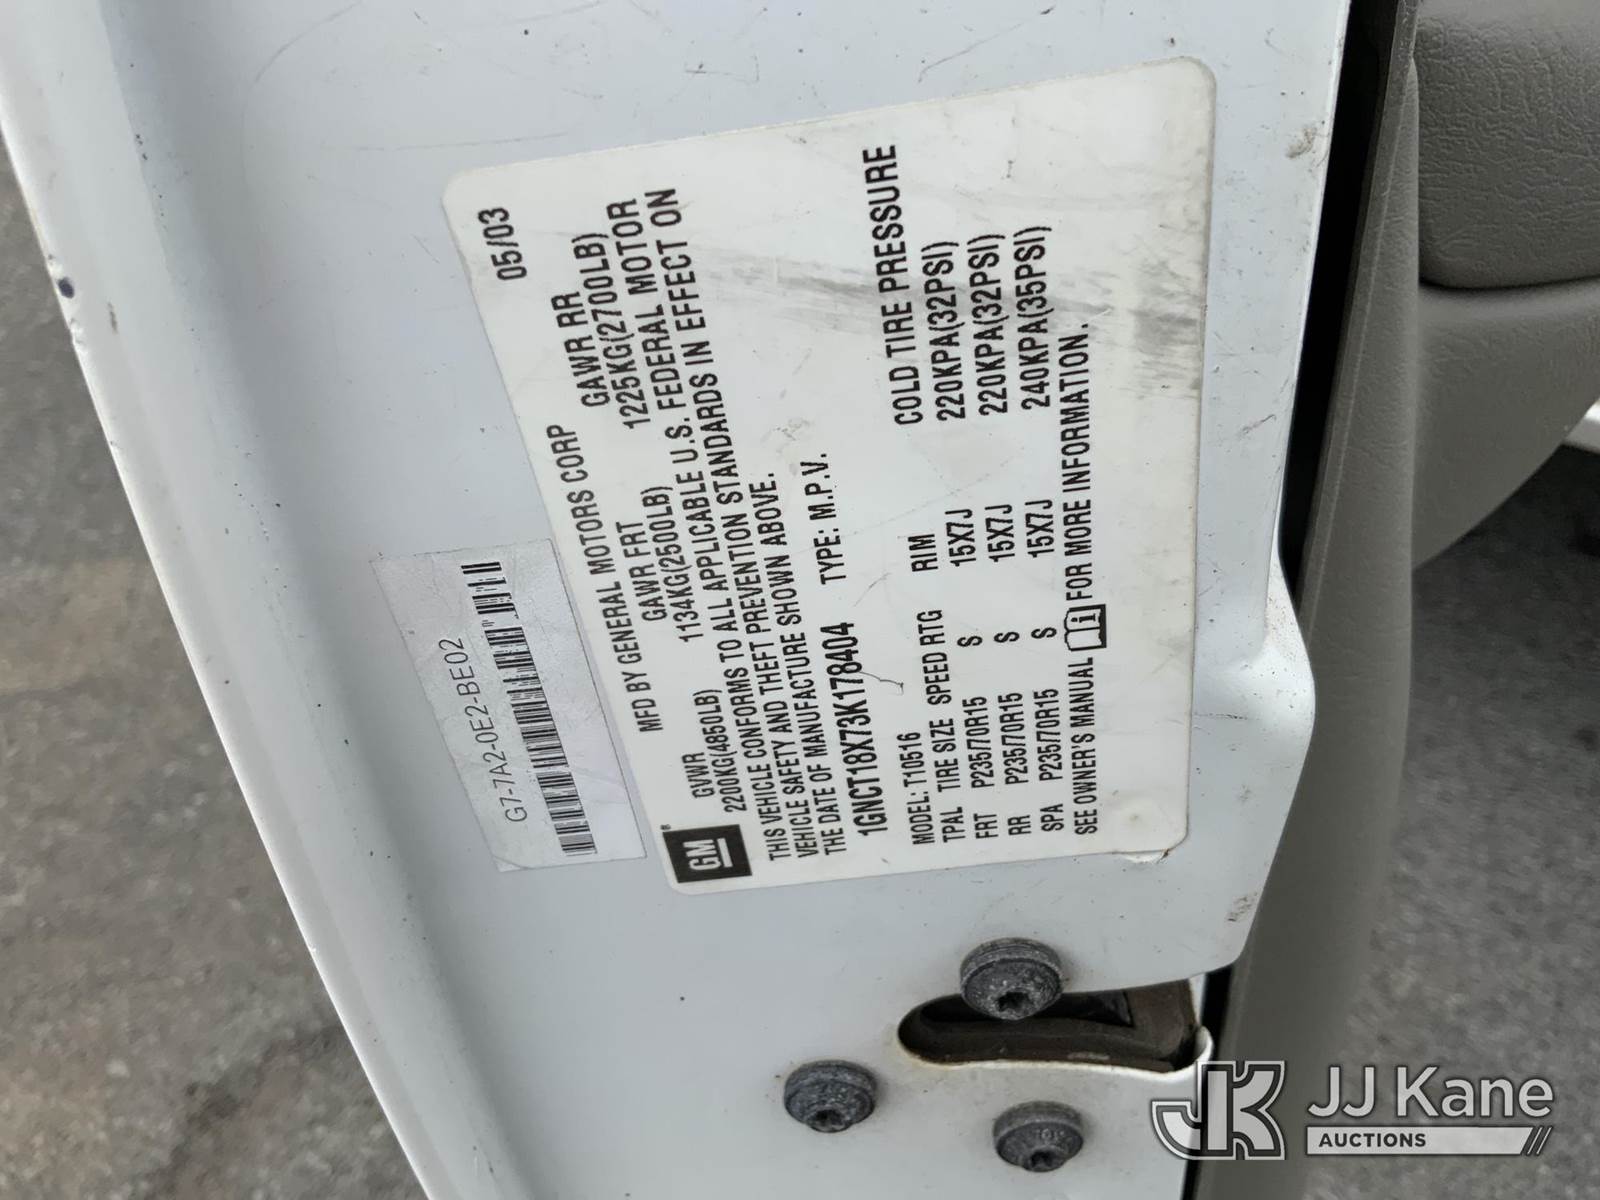 G7-7A2-0E2-BE02
GM
MFD BY GENERAL MOTORS CORP 05/03
GVWR GAWR FRT GAWR RR
2200KG(4850LB) 1134KG(2500LB) 1225KG(2700LB)
THIS VEHICLE CONFORMS TO ALL APPLICABLE U.S. FEDERAL MOTOR
VEHICLE SAFETY AND THEFT PREVENTION STANDARDS IN EFFECT ON
THE DATE OF MANUFACTURE SHOWN ABOVE.
1GNCT18X73K178404 TYPE: M.P.V.
MODEL: T10516
TPAL TIRE SIZE SPEED RTG RIM COLD TIRE PRESSURE
FRT P235/70R15 S 15X7J 220KPA(32PSI)
RR P235/70R15 S 15X7J 220KPA(32PSI)
SPA P235/70R15 S 15X7J 240KPA(35PSI)
SEE OWNER'S MANUAL FOR MORE INFORMATION.
JK JJ Kane
AUCTIONS